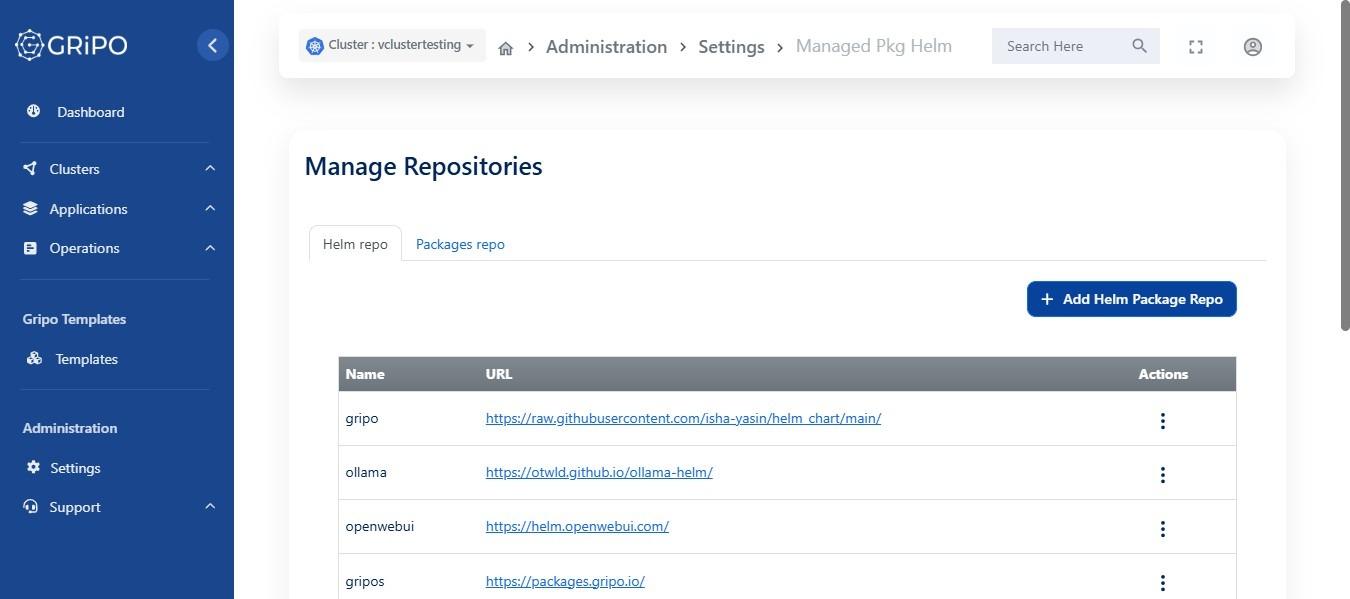 GRiPO
Cluster : vclustertesting
Administration
Settings
Managed Pkg Helm
Search Here
Dashboard
Clusters
Applications
Operations
Gripo Templates
Templates
Administration
Settings
Support
Manage Repositories
Helm repo
Packages repo
+ Add Helm Package Repo
Name URL Actions
gripo https://raw.githubusercontent.com/isha-yasin/helm_chart/main/
ollama https://otwld.github.io/ollama-helm/
openwebui https://helm.openwebui.com/
gripos https://packages.gripo.io/